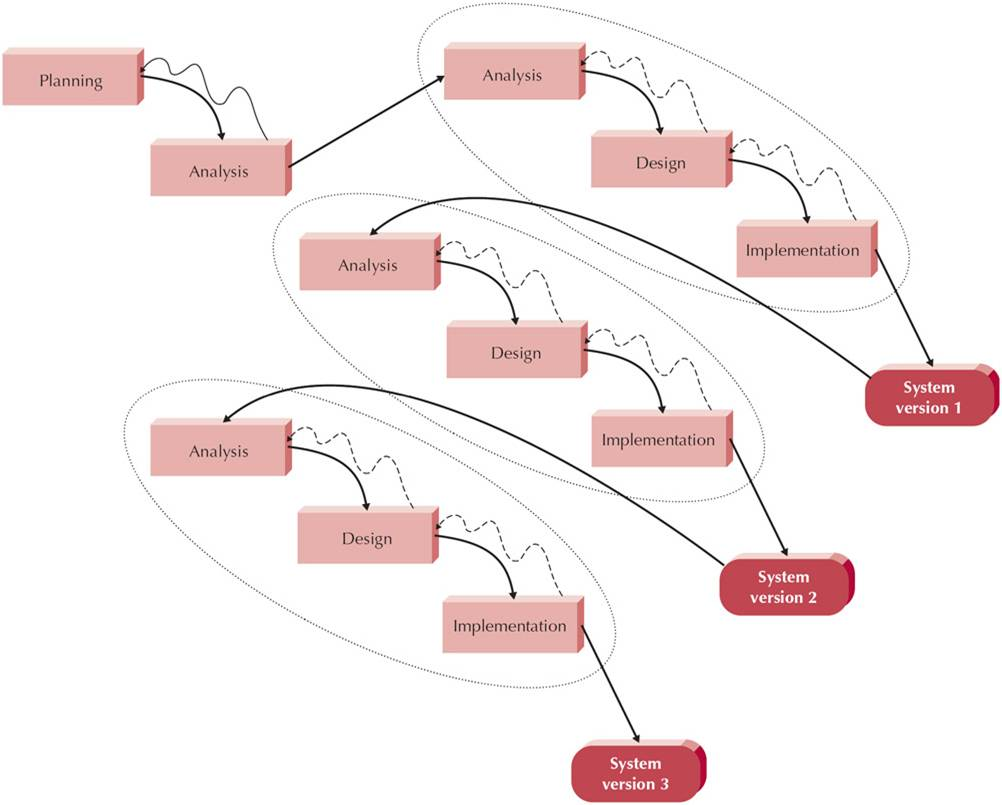 Planning
Analysis
Analysis
Design
Implementation
System
version 1
Analysis
Design
Implementation
System
version 2
Analysis
Design
Implementation
System
version 3